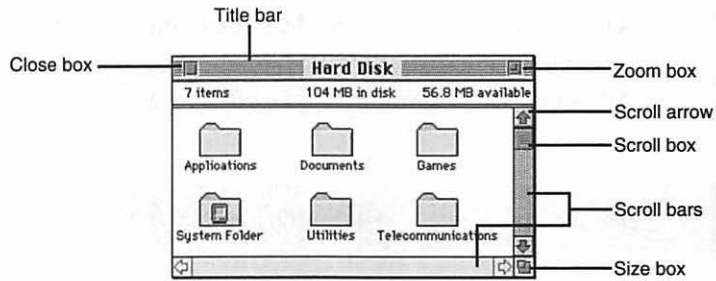 Title bar
Close box
Hard Disk
Zoom box
7 items 104 MB in disk 56.8 MB available
Scroll arrow
Scroll box
Applications Documents Games
Scroll bars
System Folder Utilities Telecommunications
Size box